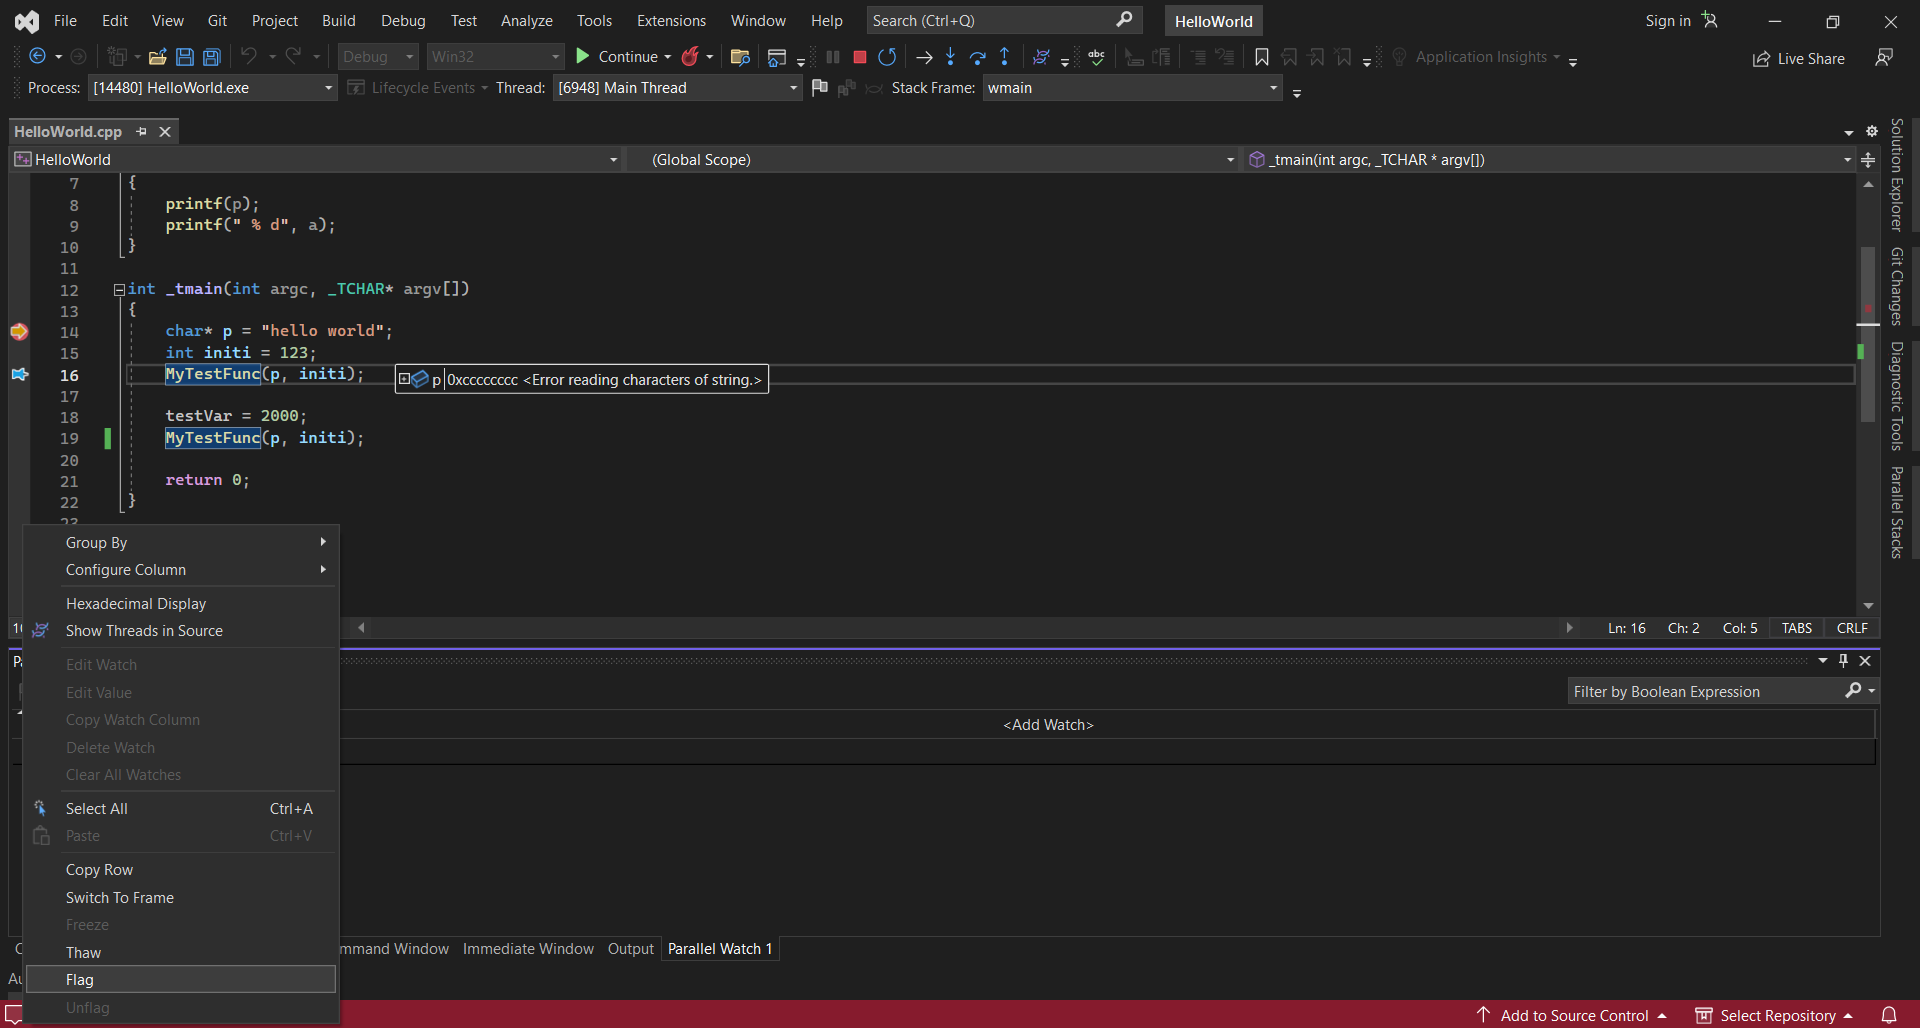 File Edit View Git Project Build Debug Test Analyze Tools Extensions Window Help Search (Ctrl+Q) HelloWorld Sign in
Debug Win32 Continue abc Application Insights Live Share
Process: [14480] HelloWorld.exe Lifecycle Events Thread: [6948] Main Thread Stack Frame: wmain
HelloWorld.cpp
HelloWorld (Global Scope) _tmain(int argc, _TCHAR * argv[])
7 {
8 printf(p);
9 printf(" % d", a);
10 }
11
12 int _tmain(int argc, _TCHAR* argv[])
13 {
14 char* p = "hello world";
15 int initi = 123;
16 MyTestFunc(p, initi); p 0xcccccccc <Error reading characters of string.>
17
18 testVar = 2000;
19 MyTestFunc(p, initi);
20
21 return 0;
22 }
23
Solution Explorer
Git Changes
Diagnostic Tools
Parallel Stacks
Group By
Configure Column
Hexadecimal Display
Show Threads in Source
Edit Watch
Edit Value
Copy Watch Column
Delete Watch
Clear All Watches
Select All Ctrl+A
Paste Ctrl+V
Copy Row
Switch To Frame
Freeze
Thaw
Flag
Unflag
Ln: 16 Ch: 2 Col: 5 TABS CRLF
Filter by Boolean Expression
<Add Watch>
mmand Window Immediate Window Output Parallel Watch 1
Add to Source Control Select Repository